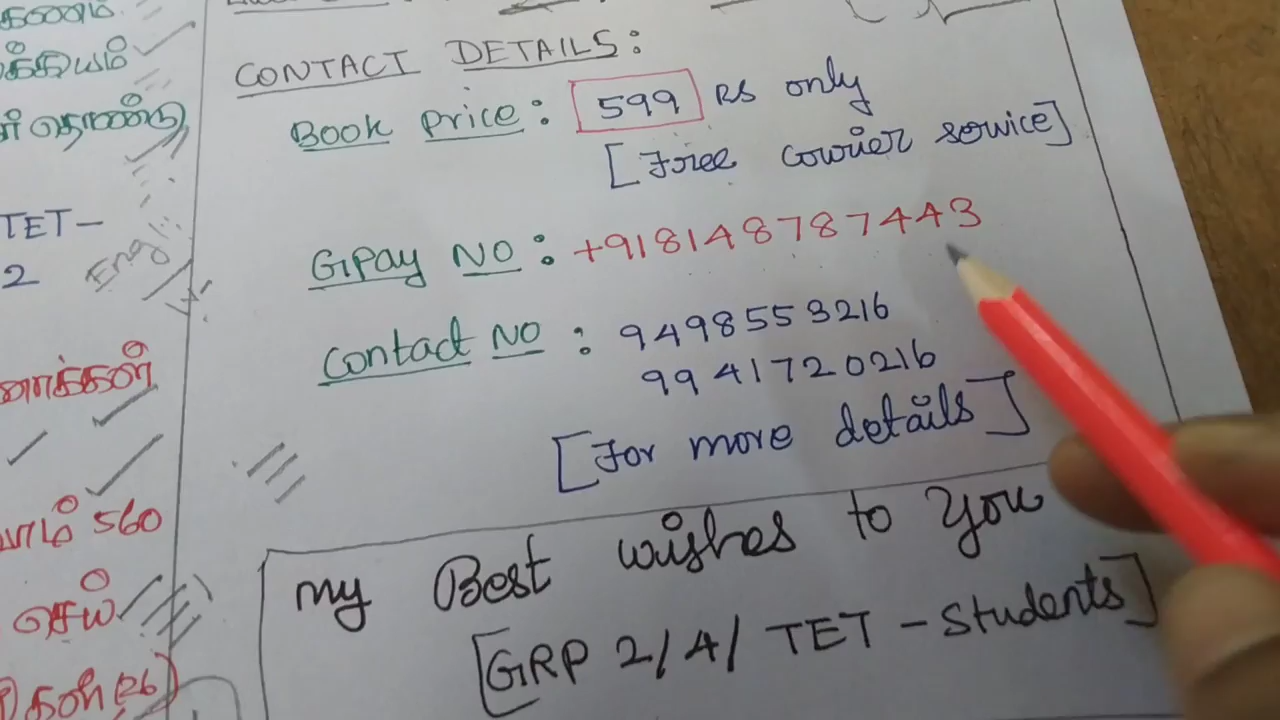 CONTACT DETAILS:
Book Price: 599 RS only
[Free Courier service]
GPay NO: +918148787443
Contact NO: 9498553216
9941720216
[For more details]
my Best wishes to you
[GRP 2/4/ TET - Students]
தொண்டு
TET-
2
Engl:
560
செய்